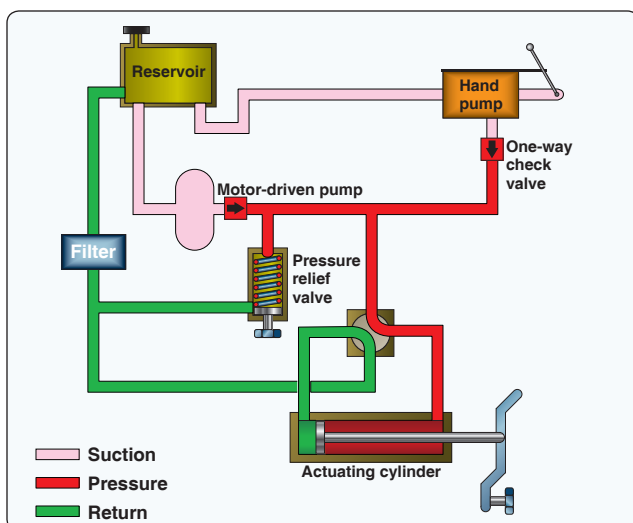 Reservoir
Hand
pump
One-way
check
valve
Motor-driven pump
Filter
Pressure
relief
valve
Actuating cylinder
Suction
Pressure
Return